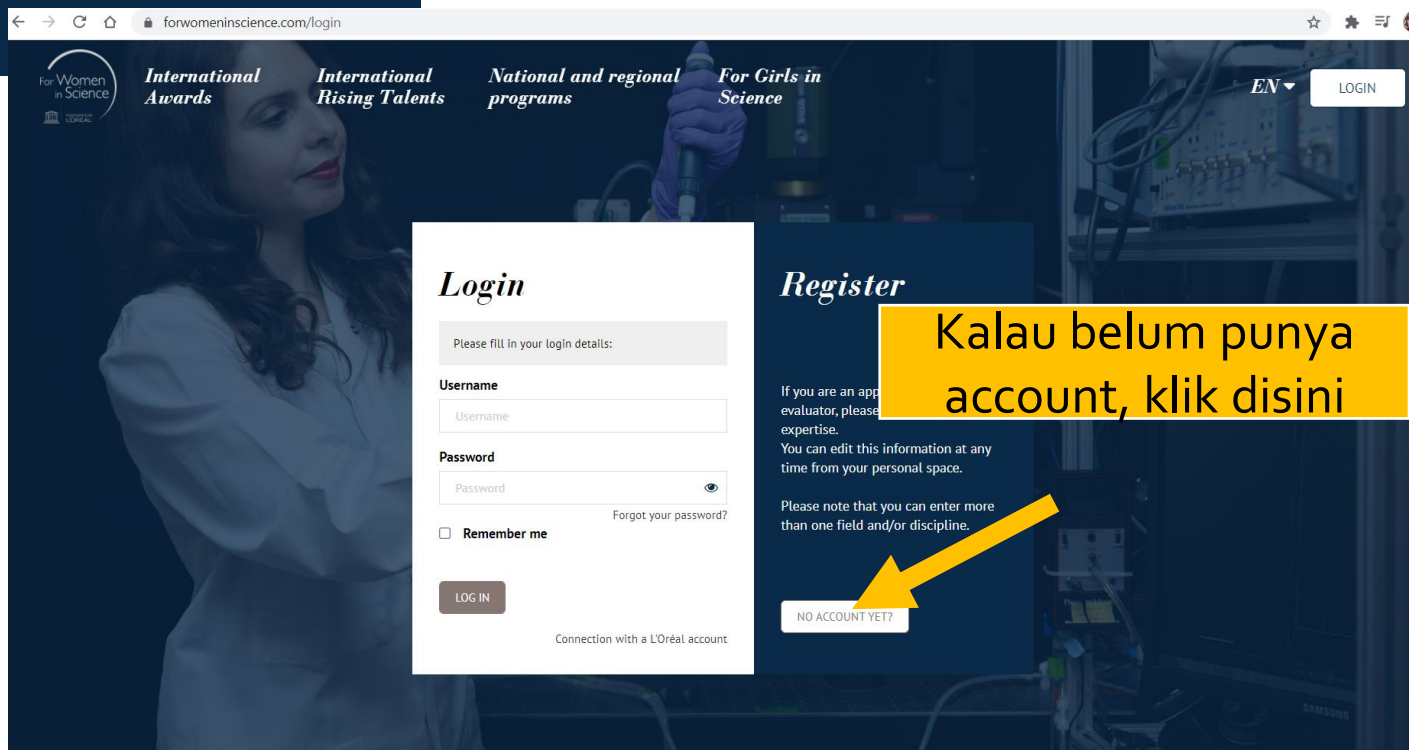 forwomeninscience.com/login
For Women
in Science
International
Awards
International
Rising Talents
National and regional
programs
For Girls in
Science
EN
LOGIN
Login
Please fill in your login details:
Username
Username
Password
Password
Forgot your password?
Remember me
LOG IN
Connection with a L'Oréal account
Register
Kalau belum punya
account, klik disini
If you are an
evaluator, please
expertise.
You can edit this information at any
time from your personal space.
Please note that you can enter more
than one field and/or discipline.
NO ACCOUNT YET?
SAMSUNG